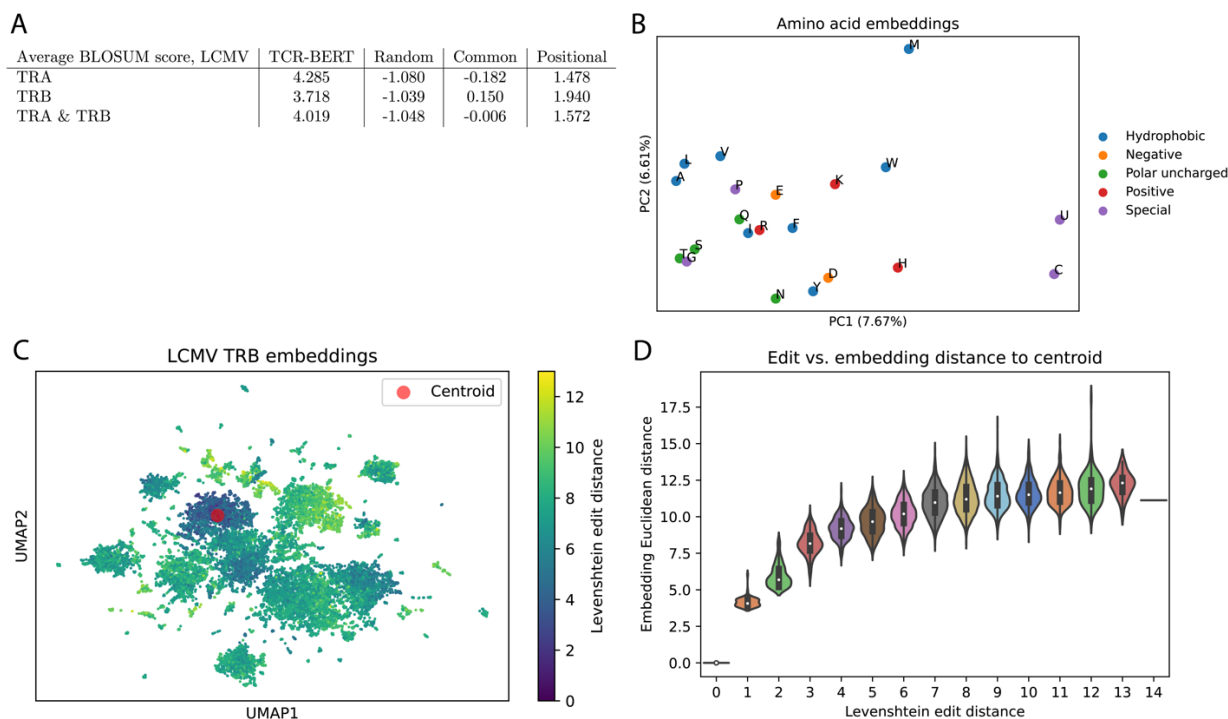 A
Average BLOSUM score, LCMV TCR-BERT Random Common Positional
TRA 4.285 -1.080 -0.182 1.478
TRB 3.718 -1.039 0.150 1.940
TRA & TRB 4.019 -1.048 -0.006 1.572
B
Amino acid embeddings
PC2 (6.61%)
M
L
V
A
P
E
K
W
Q
I
R
F
U
S
T
G
D
H
C
N
Y
PC1 (7.67%)
Hydrophobic
Negative
Polar uncharged
Positive
Special
C
LCMV TRB embeddings
Centroid
UMAP2
UMAP1
12
10
8
6
4
2
0
Levenshtein edit distance
D
Edit vs. embedding distance to centroid
Embedding Euclidean distance
17.5
15.0
12.5
10.0
7.5
5.0
2.5
0.0
0 1 2 3 4 5 6 7 8 9 10 11 12 13 14
Levenshtein edit distance